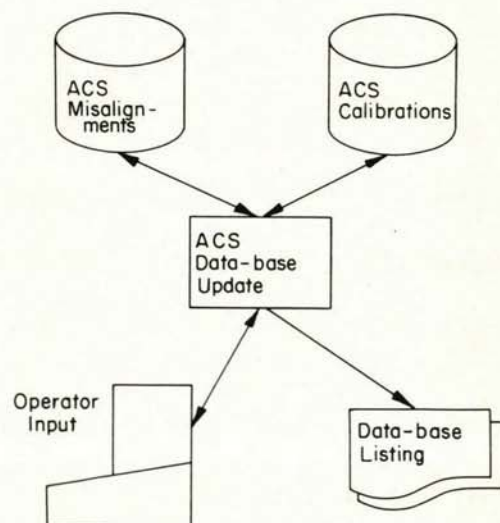 ACS
Misalign-
ments
ACS
Calibrations
ACS
Data-base
Update
Operator
Input
Data-base
Listing